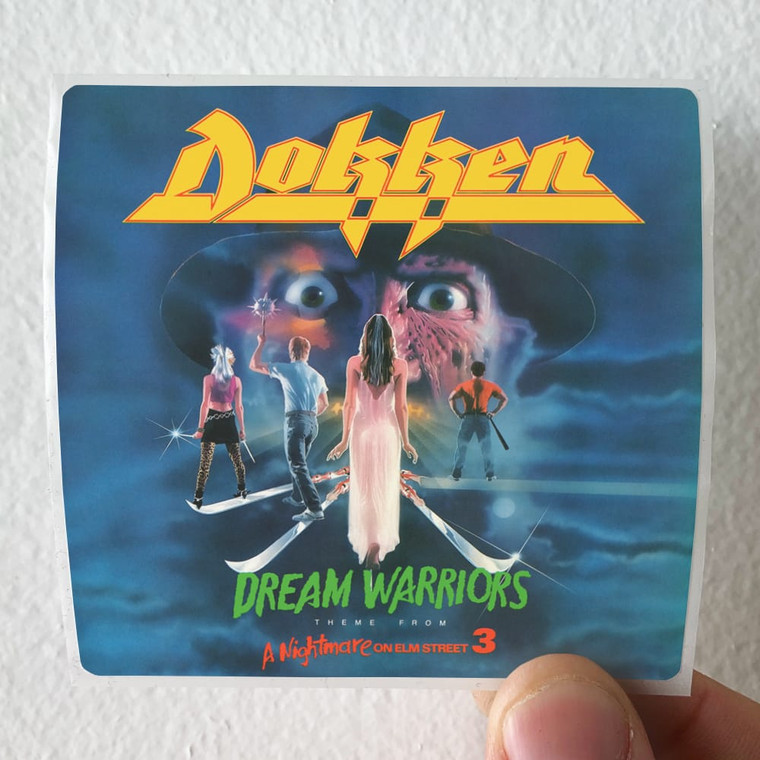 Dokken
DREAM WARRIORS
THEME FROM
A Nightmare ON ELM STREET 3